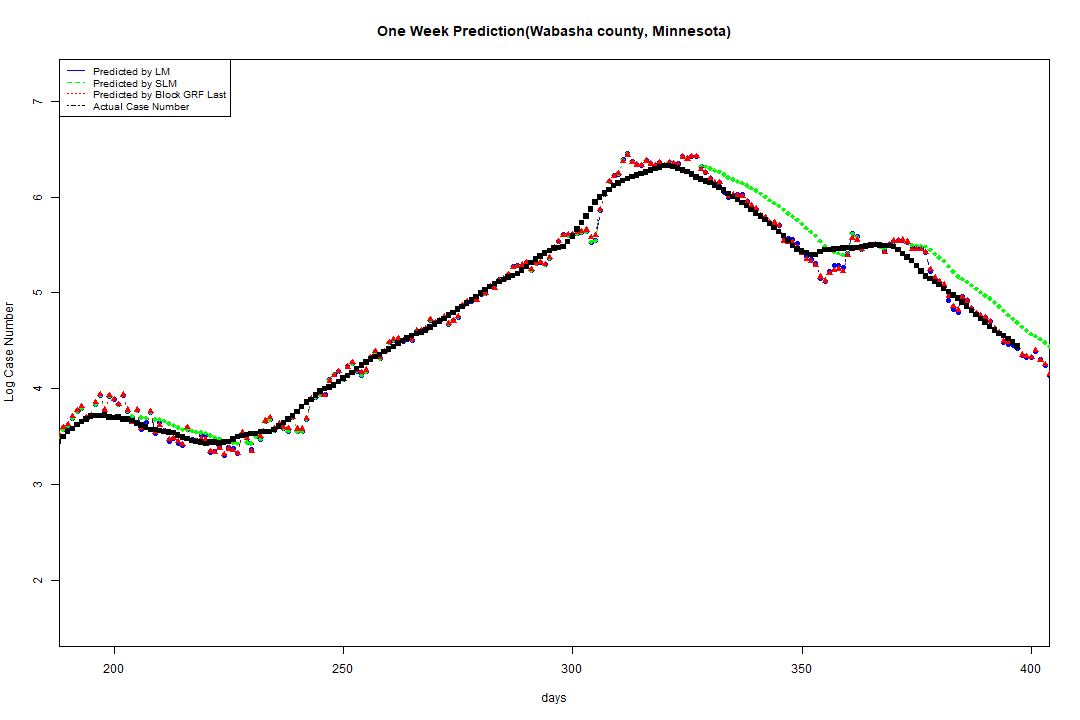 One Week Prediction(Wabasha county, Minnesota)
Predicted by LM
Predicted by SLM
Predicted by Block GRF Last
Actual Case Number
7
6
5
4
3
2
Log Case Number
200 250 300 350 400
days